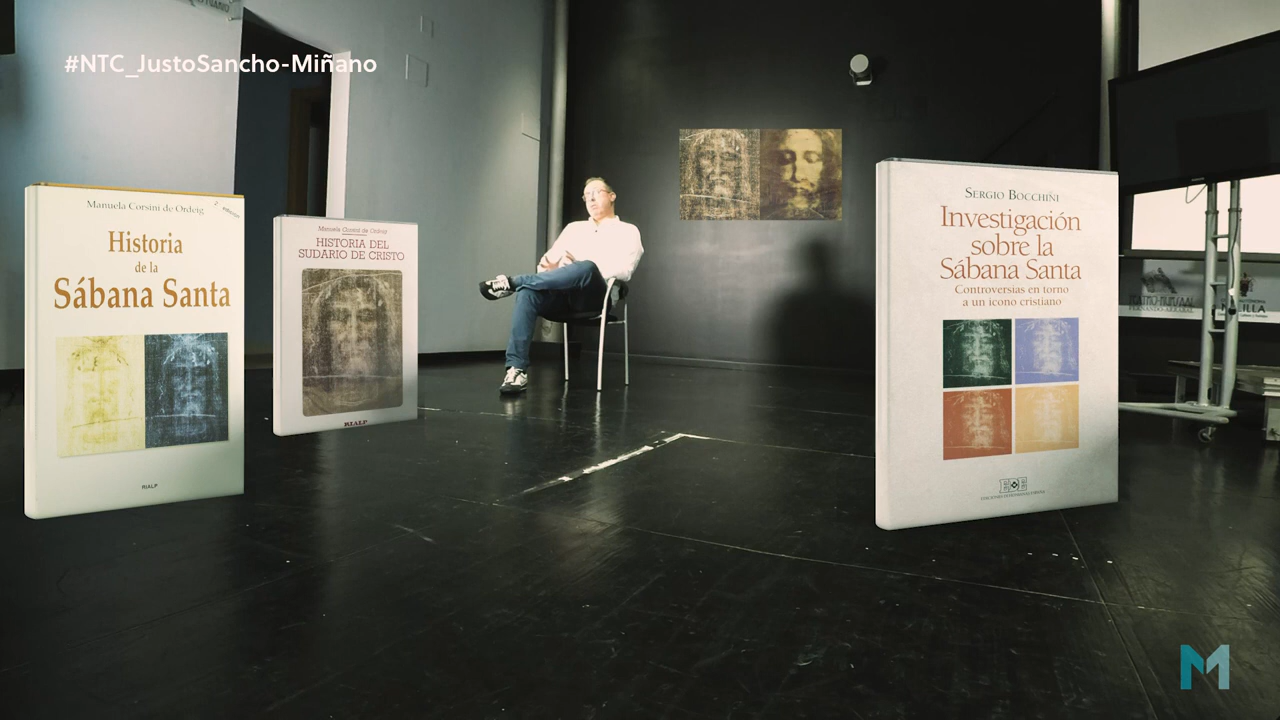 #NTC_JustoSancho-Miñano
Manuela Corsini de Ordeig
Historia
de la
Sábana Santa
RIALP
Manuela Corsini de Ordeig
HISTORIA DEL
SUDARIO DE CRISTO
RIALP
SERGIO BOCCHINI
Investigación
sobre la
Sábana Santa
Controversias en torno
a un icono cristiano
M